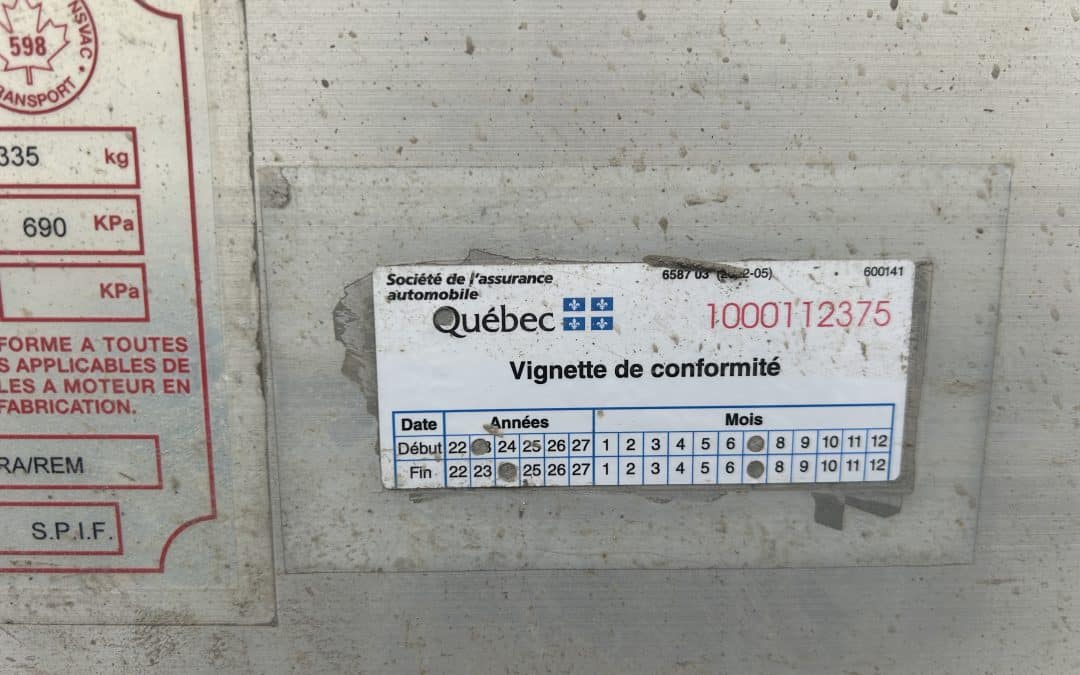 NSVAC •
598
TRANSPORT
335 kg
690 KPa
KPa
FORME A TOUTES
S APPLICABLES DE
LES A MOTEUR EN
FABRICATION.
RA/REM
S.P.I.F.
Société de l'assurance
automobile
Québec
6587 03 2-05)
600141
1000112375
Vignette de conformité
Date Années Mois
Début 22 24 25 26 27 1 2 3 4 5 6 8 9 10 11 12
Fin 22 23 25 26 27 1 2 3 4 5 6 8 9 10 11 12